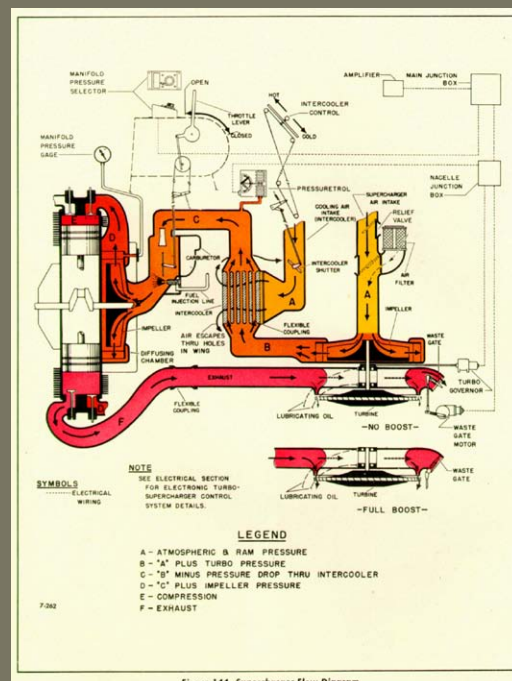 MANIFOLD
PRESSURE
SELECTOR
OPEN
THROTTLE
LEVER
CLOSED
HOT
INTERCOOLER
CONTROL
COLD
AMPLIFIER
MAIN JUNCTION
BOX
MANIFOLD
PRESSURE
GAGE
PRESSURETROL
NACELLE
JUNCTION
BOX
COOLING AIR
INTAKE
(INTERCOOLER)
SUPERCHARGER
AIR INTAKE
RELIEF
VALVE
D
C
CARBURETOR
INTERCOOLER
SHUTTER
AIR
FILTER
FUEL
INJECTION LINE
INTERCOOLER
A
A
IMPELLER
AIR ESCAPES
THRU HOLES
IN WING
FLEXIBLE
COUPLING
IMPELLER
DIFFUSING
CHAMBER
B
B
WASTE
GATE
EXHAUST
TURBO
GOVERNOR
F
FLEXIBLE
COUPLING
LUBRICATING OIL
TURBINE
-NO BOOST-
WASTE
GATE
MOTOR
SYMBOLS
ELECTRICAL
WIRING
NOTE
SEE ELECTRICAL SECTION
FOR ELECTRONIC TURBO-
SUPERCHARGER CONTROL
SYSTEM DETAILS.
LUBRICATING OIL
TURBINE
WASTE
GATE
-FULL BOOST-
LEGEND
A - ATMOSPHERIC & RAM PRESSURE
B - "A" PLUS TURBO PRESSURE
C - "B" MINUS PRESSURE DROP THRU INTERCOOLER
D - "C" PLUS IMPELLER PRESSURE
E - COMPRESSION
F - EXHAUST
7-262
Supercharger Flow Diagram